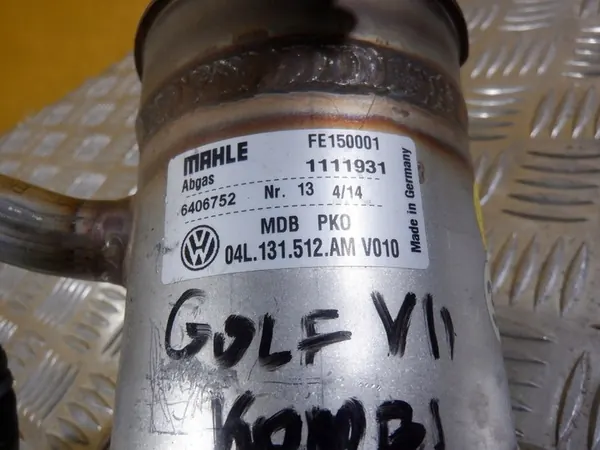 MAHLE FE150001
Abgas 1111931
6406752 Nr. 13 4/14
MDB PKO
04L.131.512.AM V010
Made in Germany
GOLF VII
KOMBI